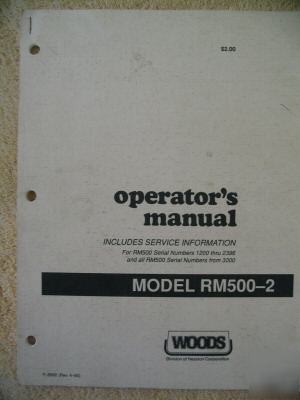 $2.00
operator's
manual
INCLUDES SERVICE INFORMATION
For RM500 Serial Numbers 1200 thru 2396
and all RM500 Serial Numbers from 3300
MODEL RM500–2
WOODS
Division of Hesston Corporation